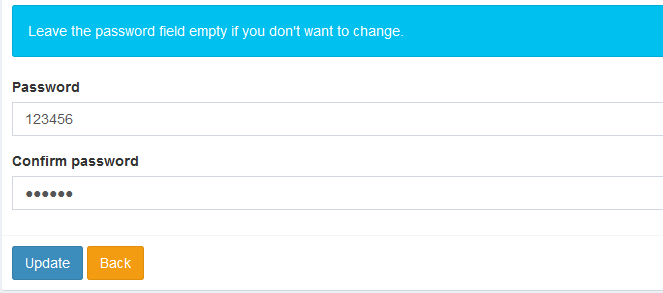 Leave the password field empty if you don't want to change.
Password
123456
Confirm password
●●●●●●
Update Back